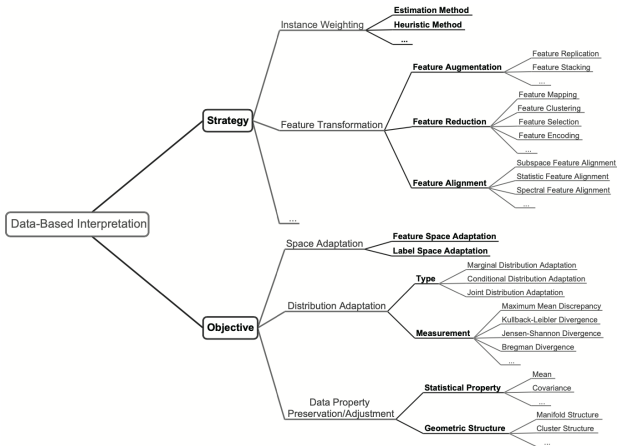 Data-Based Interpretation
Strategy
Instance Weighting
Estimation Method
Heuristic Method
...
Feature Transformation
Feature Augmentation
Feature Replication
Feature Stacking
...
Feature Reduction
Feature Mapping
Feature Clustering
Feature Selection
Feature Encoding
...
Feature Alignment
Subspace Feature Alignment
Statistic Feature Alignment
Spectral Feature Alignment
...
...
Objective
Space Adaptation
Feature Space Adaptation
Label Space Adaptation
Distribution Adaptation
Type
Marginal Distribution Adaptation
Conditional Distribution Adaptation
Joint Distribution Adaptation
Measurement
Maximum Mean Discrepancy
Kullback-Leibler Divergence
Jensen-Shannon Divergence
Bregman Divergence
...
Data Property
Preservation/Adjustment
Statistical Property
Mean
Covariance
...
Geometric Structure
Manifold Structure
Cluster Structure
...